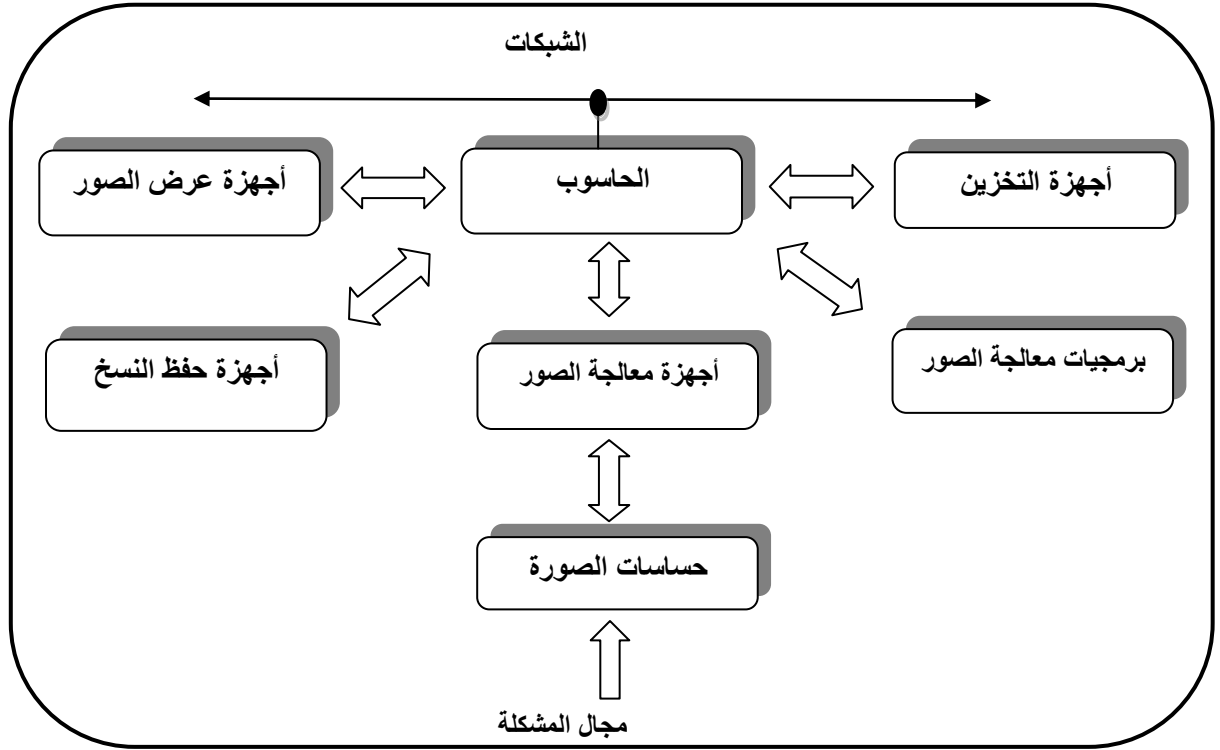 الشبكات
أجهزة التخزين
الحاسوب
أجهزة عرض الصور
برمجيات معالجة الصور
أجهزة معالجة الصور
أجهزة حفظ النسخ
حساسات الصورة
مجال المشكلة